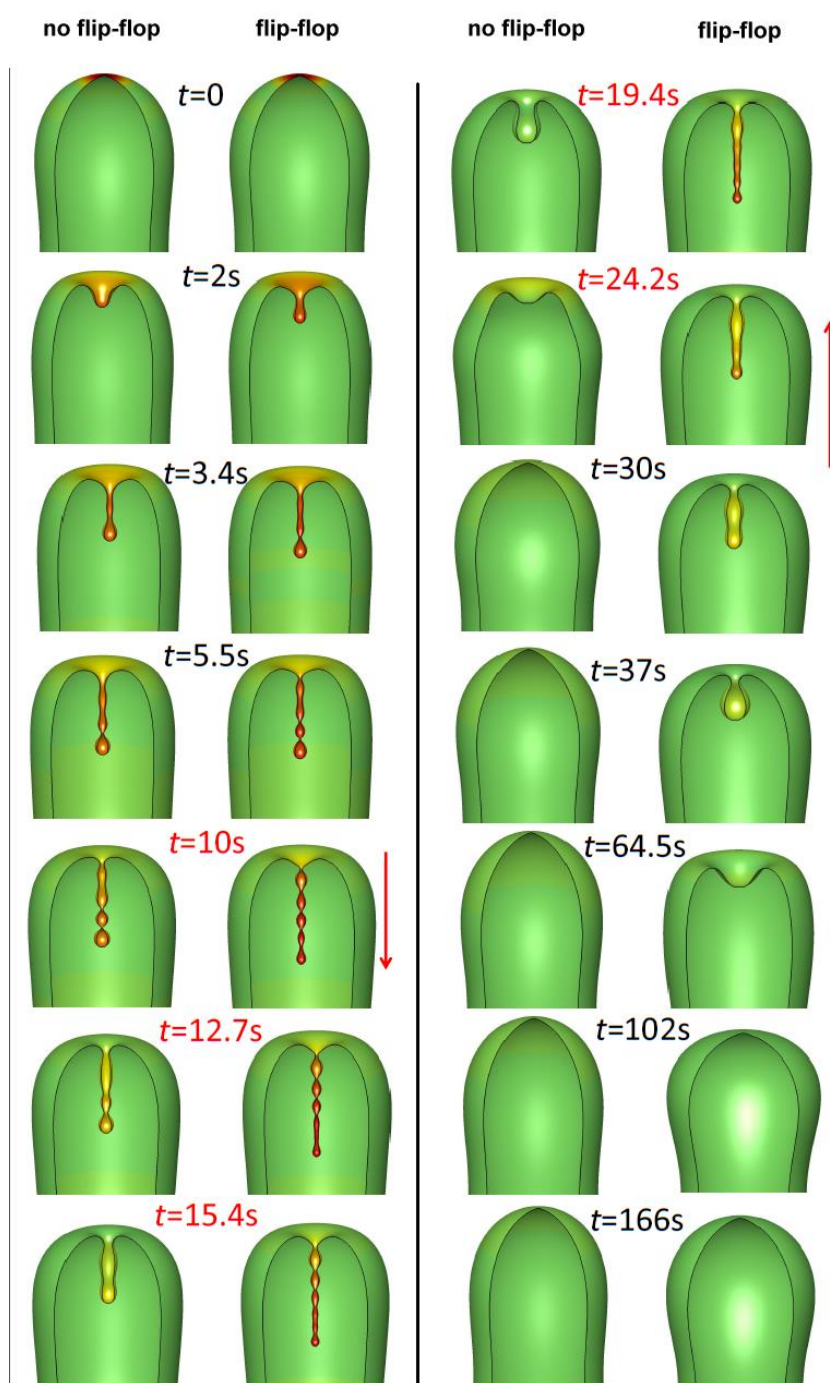 no flip-flop flip-flop
t=0
t=2s
t=3.4s
t=5.5s
t=10s
t=12.7s
t=15.4s
no flip-flop flip-flop
t=19.4s
t=24.2s
t=30s
t=37s
t=64.5s
t=102s
t=166s